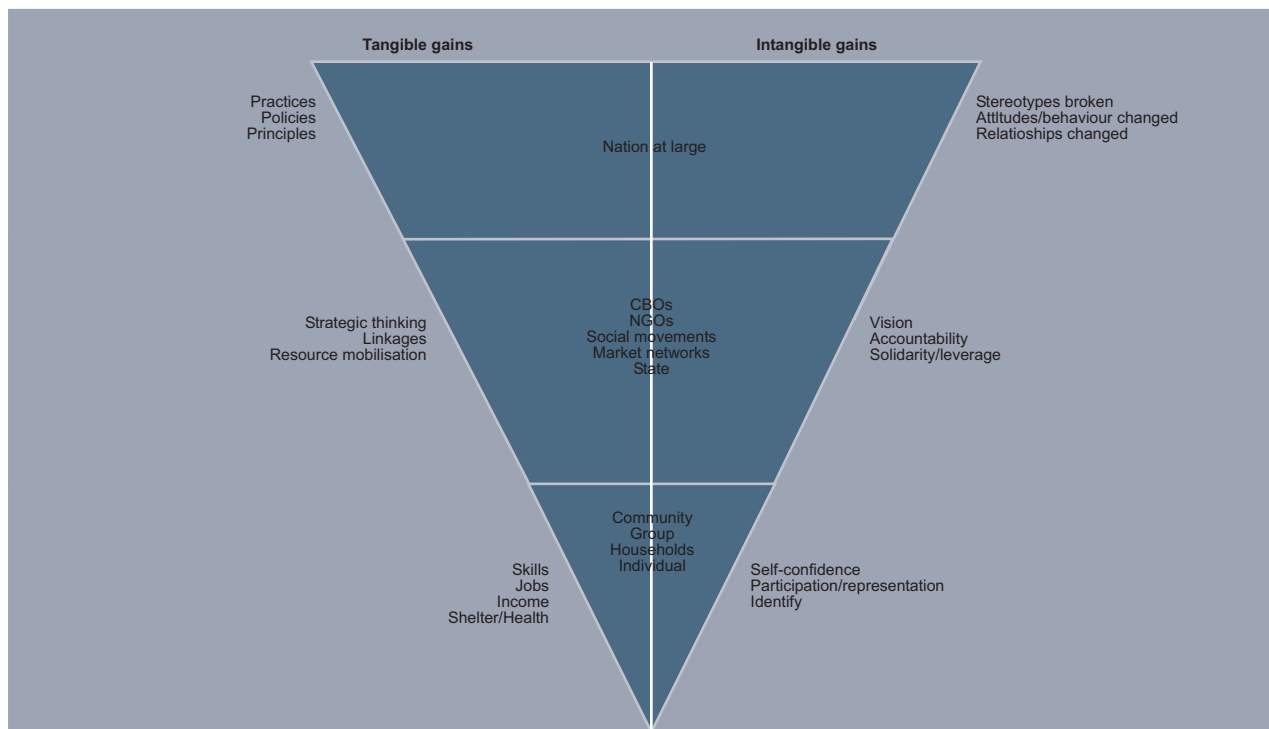 Tangible gains
Intangible gains
Practices
Policies
Principles
Nation at large
Stereotypes broken
Attltudes/behaviour changed
Relatioships changed
Strategic thinking
Linkages
Resource mobilisation
CBOs
NGOs
Social movements
Market networks
State
Vision
Accountability
Solidarity/leverage
Skills
Jobs
Income
Shelter/Health
Community
Group
Households
Individual
Self-confidence
Participation/representation
Identify